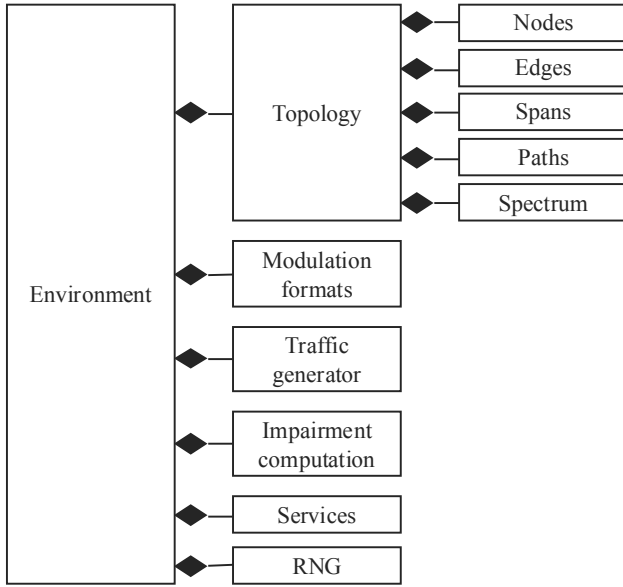 Environment
Topology
Nodes
Edges
Spans
Paths
Spectrum
Modulation
formats
Traffic
generator
Impairment
computation
Services
RNG